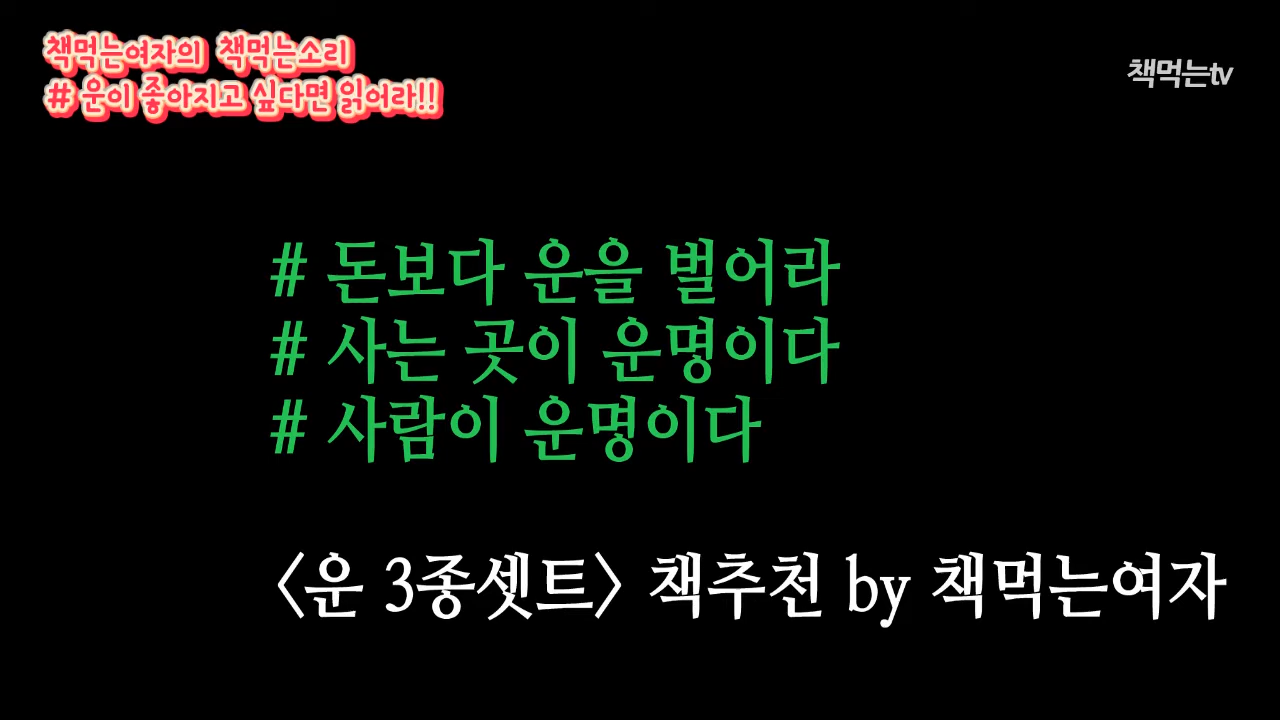 책먹는여자의 책먹는소리
# 운이 좋아지고 싶다면 읽어라!!
책먹는tv
# 돈보다 운을 벌어라
# 사는 곳이 운명이다
# 사람이 운명이다
<운 3종셋트> 책추천 by 책먹는여자